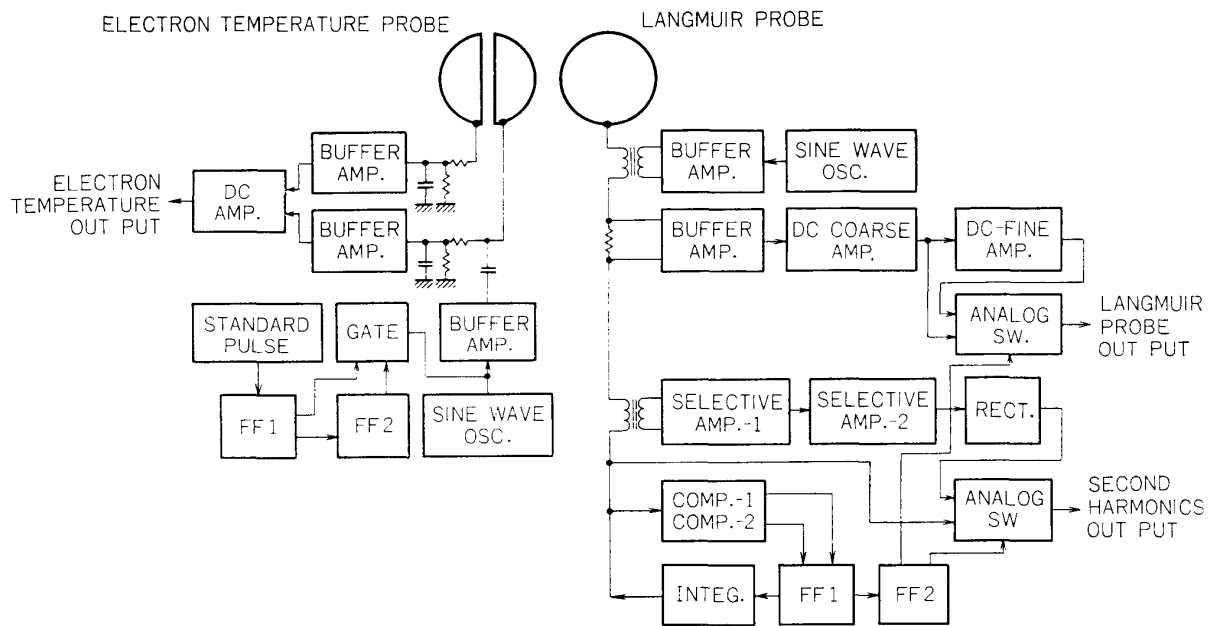 ELECTRON TEMPERATURE PROBE
LANGMUIR PROBE
BUFFER
AMP.
ELECTRON
TEMPERATURE
OUT PUT
DC
AMP.
BUFFER
AMP.
STANDARD
PULSE
GATE
BUFFER
AMP.
FF1
FF2
SINE WAVE
OSC.
BUFFER
AMP.
SINE WAVE
OSC.
BUFFER
AMP.
DC COARSE
AMP.
DC-FINE
AMP.
ANALOG
SW.
LANGMUIR
PROBE
OUT PUT
SELECTIVE
AMP.-1
SELECTIVE
AMP.-2
RECT.
COMP.-1
COMP.-2
ANALOG
SW
SECOND
HARMONICS
OUT PUT
INTEG.
FF1
FF2